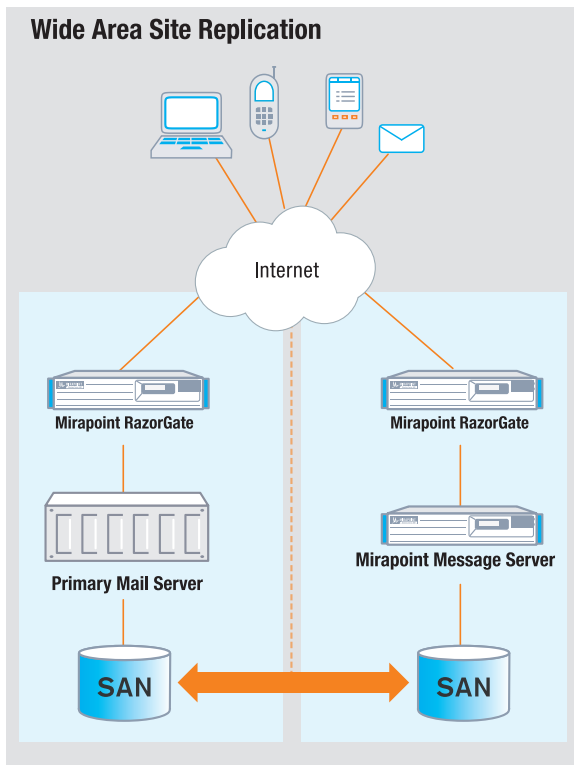 Wide Area Site Replication
Internet
Mirapoint RazorGate
Mirapoint RazorGate
Primary Mail Server
Mirapoint Message Server
SAN
SAN